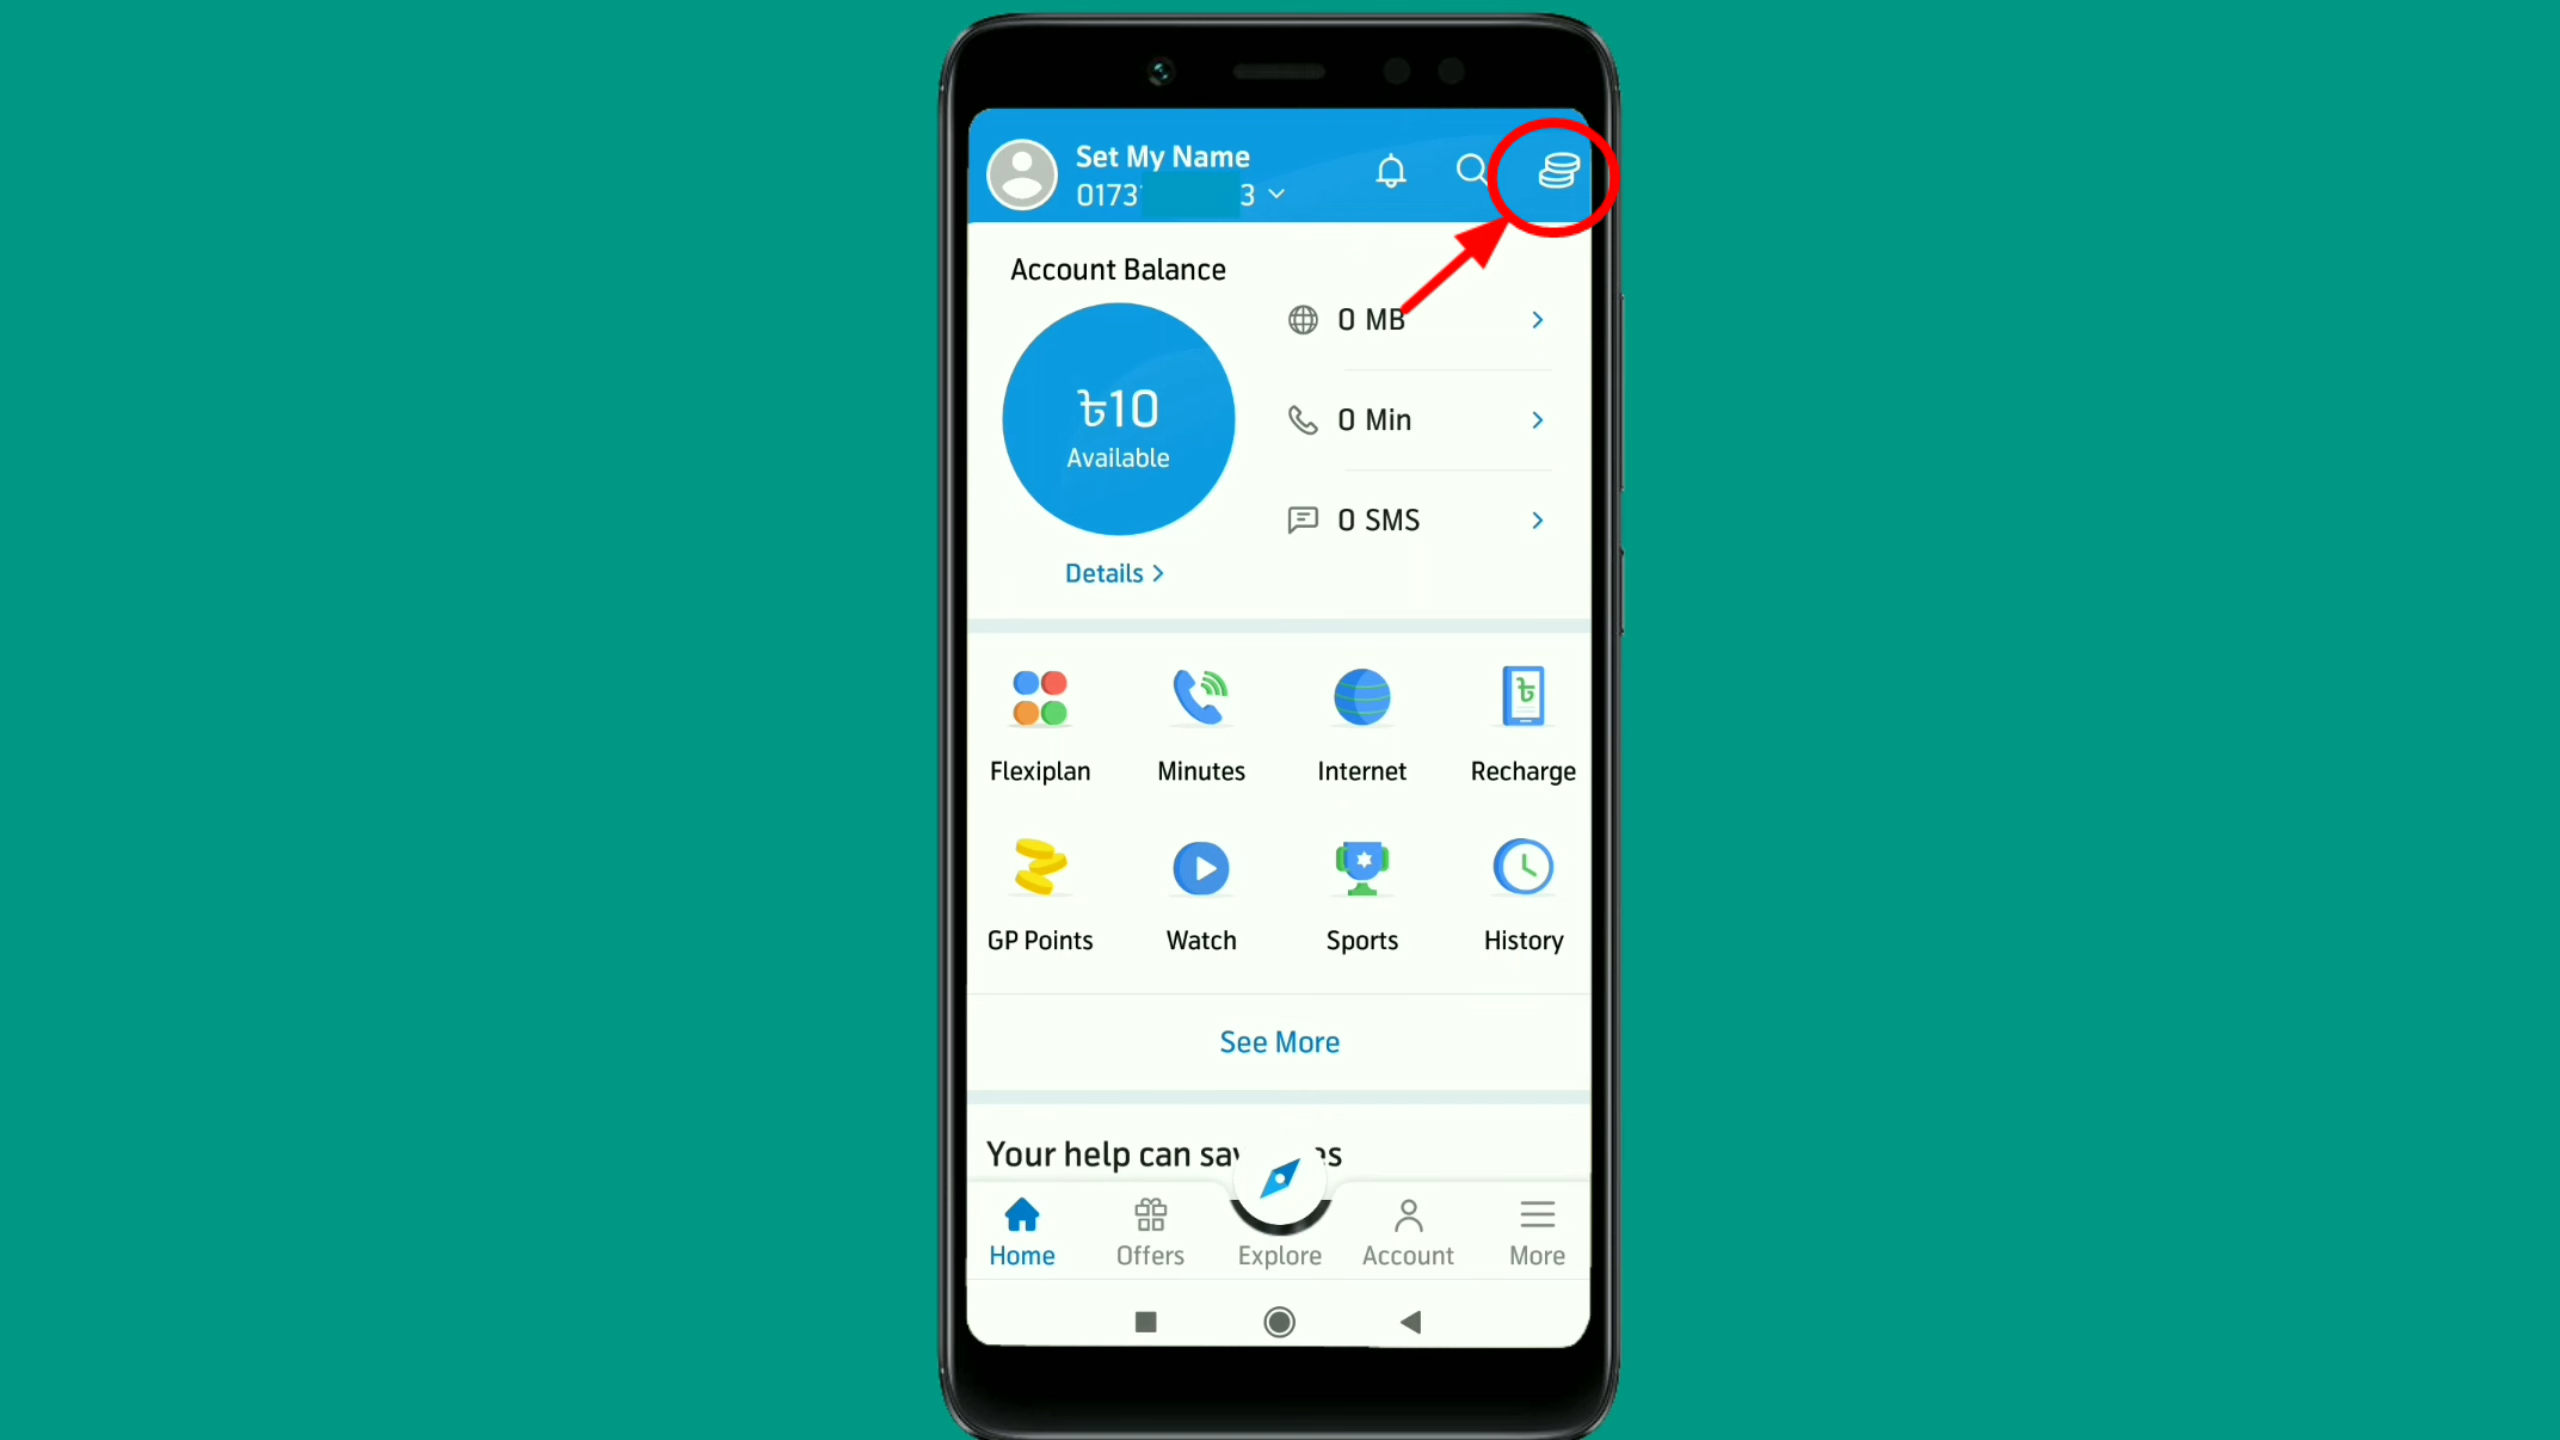 Set My Name
0173 3
Account Balance
৳10
Available
Details
0 MB
0 Min
0 SMS
Flexiplan
Minutes
Internet
Recharge
৳
GP Points
Watch
Sports
History
See More
Your help can
Home
Offers
Explore
Account
More